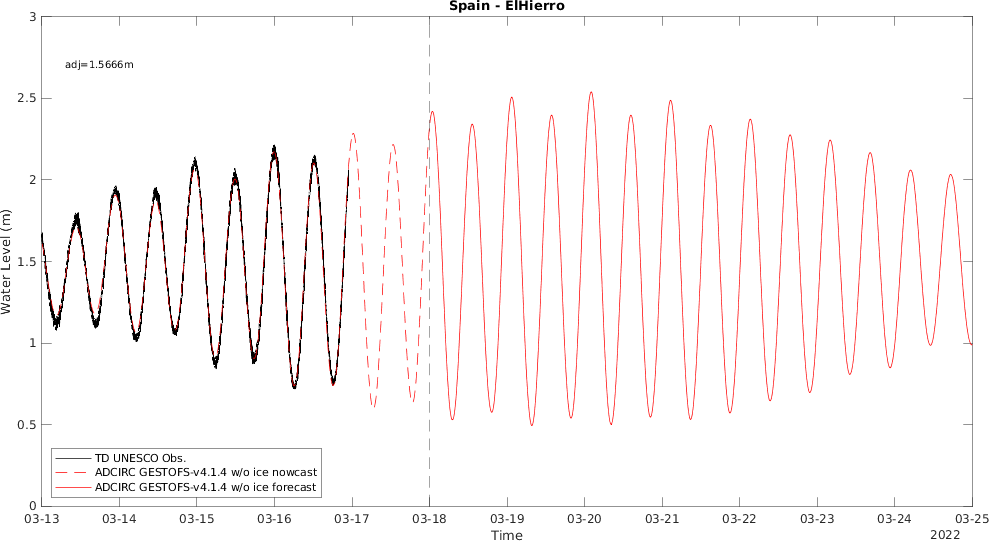 Spain - ElHierro
3
2.5
2
1.5
1
0.5
0
Water Level (m)
adj=1.5666m
TD UNESCO Obs.
ADCIRC GESTOFS-v4.1.4 w/o ice nowcast
ADCIRC GESTOFS-v4.1.4 w/o ice forecast
03-13 03-14 03-15 03-16 03-17 03-18 03-19 03-20 03-21 03-22 03-23 03-24 03-25
Time
2022